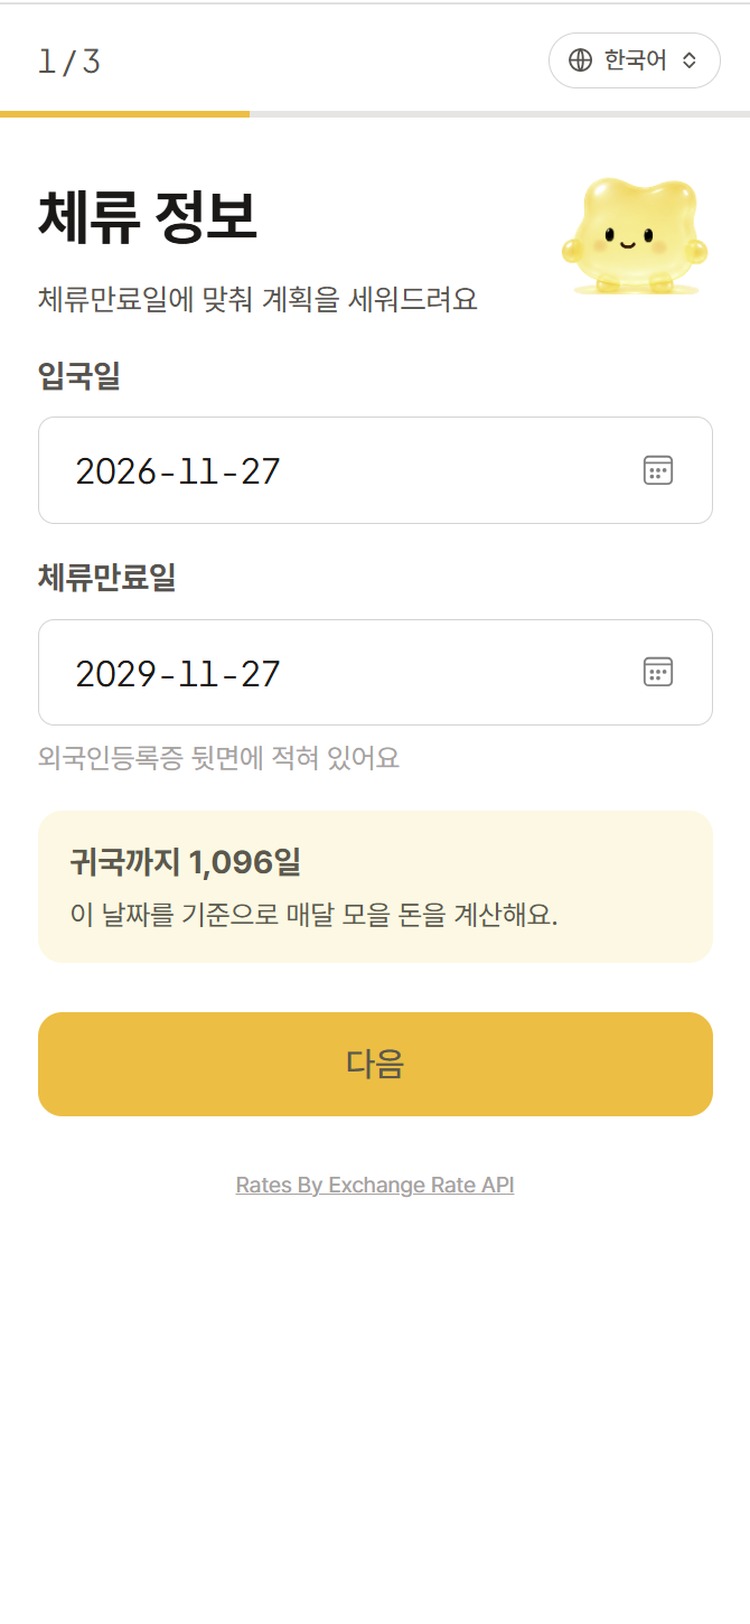 1/3
한국어
체류 정보
체류만료일에 맞춰 계획을 세워드려요
입국일
2026-11-27
체류만료일
2029-11-27
외국인등록증 뒷면에 적혀 있어요
귀국까지 1,096일
이 날짜를 기준으로 매달 모을 돈을 계산해요.
다음
Rates By Exchange Rate API